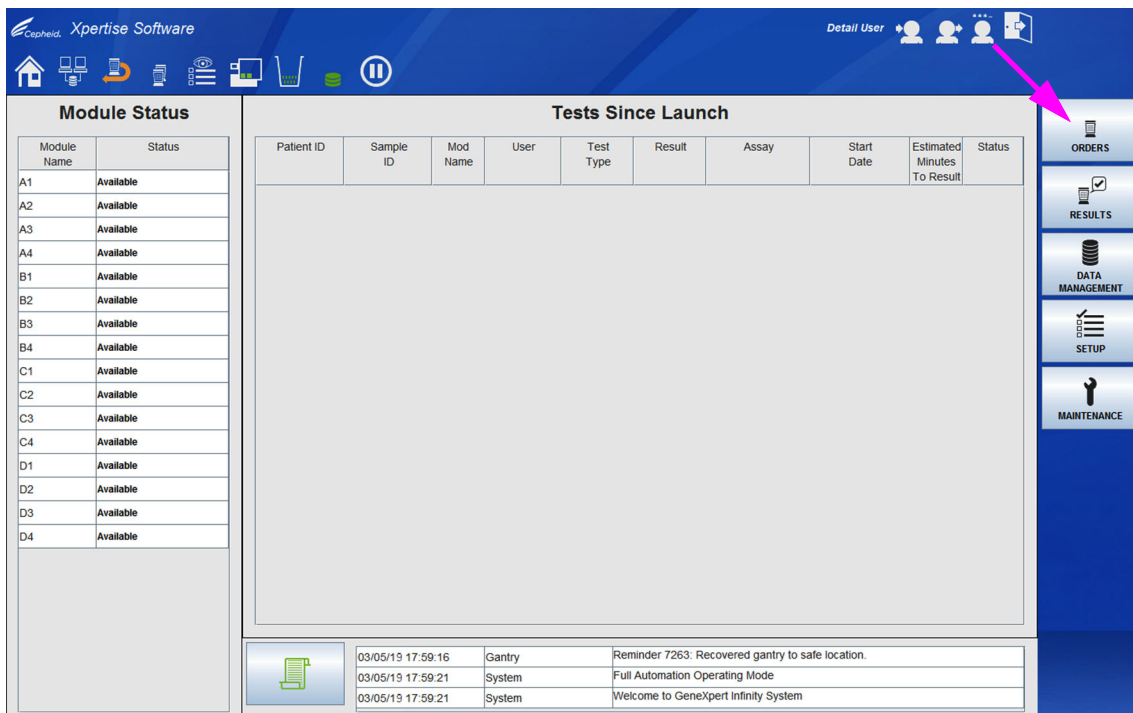 Cepheid. Xpertise Software
Detail User
Module Status
Module Name
Status
A1 Available
A2 Available
A3 Available
A4 Available
B1 Available
B2 Available
B3 Available
B4 Available
C1 Available
C2 Available
C3 Available
C4 Available
D1 Available
D2 Available
D3 Available
D4 Available
Tests Since Launch
Patient ID
Sample ID
Mod Name
User
Test Type
Result
Assay
Start Date
Estimated Minutes To Result
Status
03/05/19 17:59:16 Gantry Reminder 7263: Recovered gantry to safe location.
03/05/19 17:59:21 System Full Automation Operating Mode
03/05/19 17:59:21 System Welcome to GeneXpert Infinity System
ORDERS
RESULTS
DATA
MANAGEMENT
SETUP
MAINTENANCE